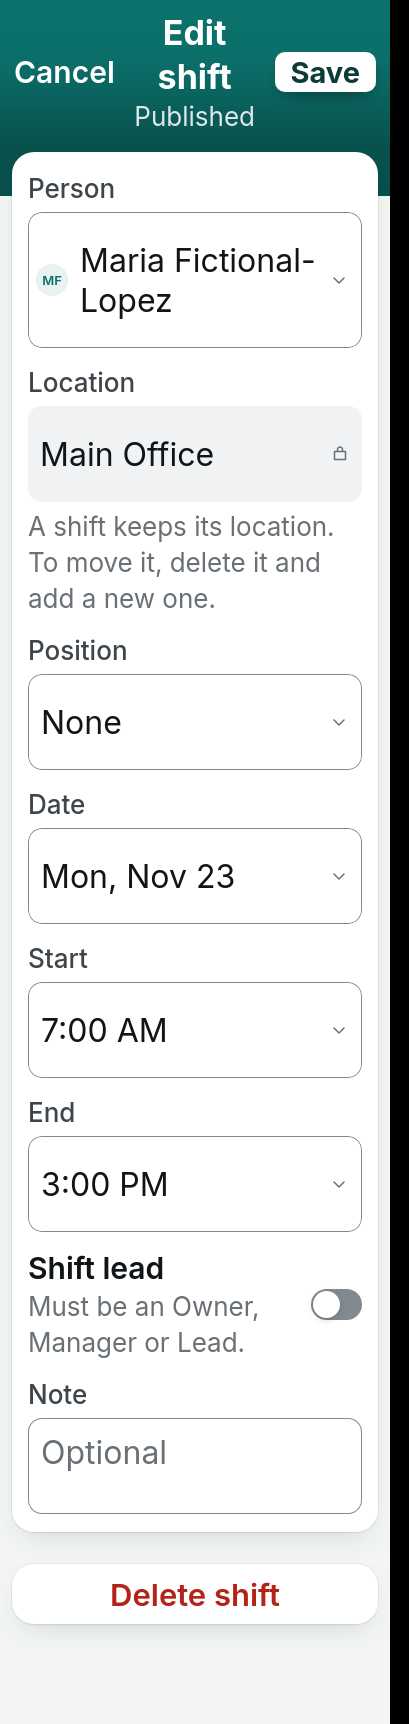 Cancel
Edit
shift
Published
Save
Person
MF
Maria Fictional-
Lopez
Location
Main Office
A shift keeps its location.
To move it, delete it and
add a new one.
Position
None
Date
Mon, Nov 23
Start
7:00 AM
End
3:00 PM
Shift lead
Must be an Owner,
Manager or Lead.
Note
Optional
Delete shift